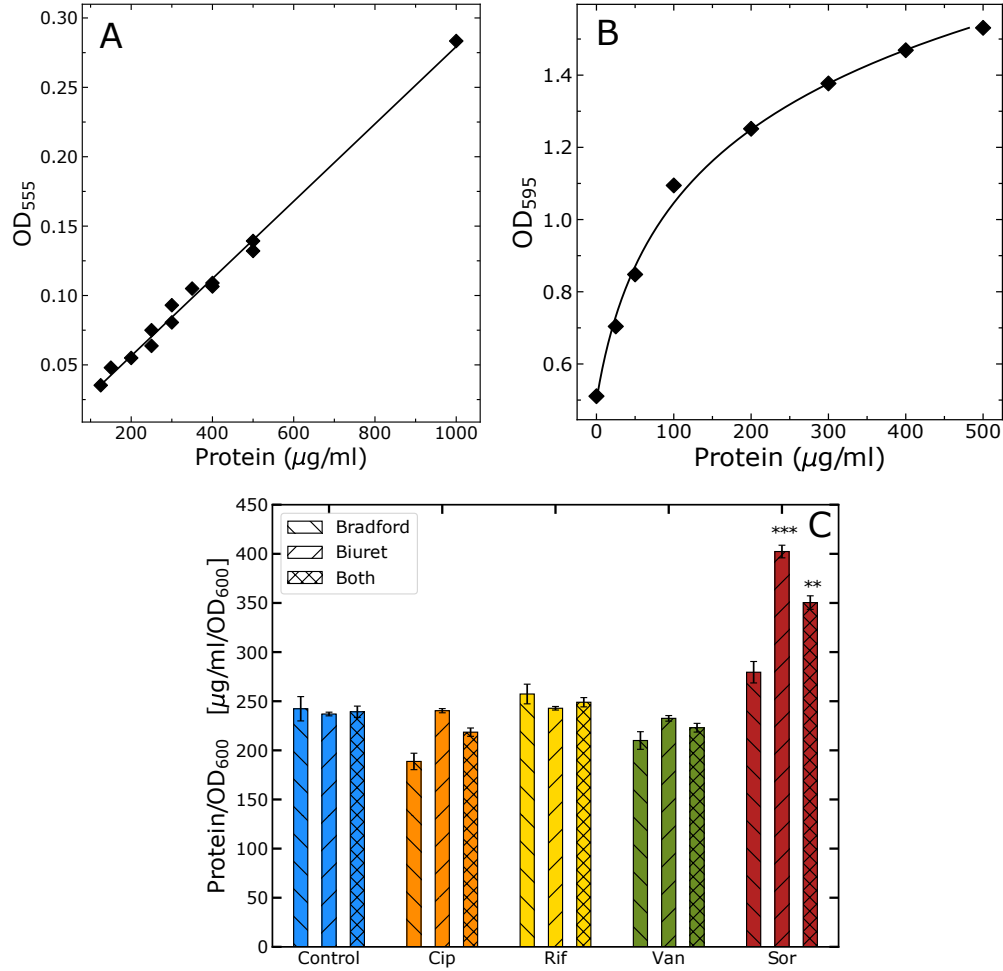 A
OD555
0.30
0.25
0.20
0.15
0.10
0.05
200 400 600 800 1000
Protein (μg/ml)
B
OD595
1.4
1.2
1.0
0.8
0.6
0 100 200 300 400 500
Protein (μg/ml)
C
Protein/OD600 [μg/ml/OD600]
450
400
350
300
250
200
150
100
50
0
Bradford
Biuret
Both
***
**
Control Cip Rif Van Sor